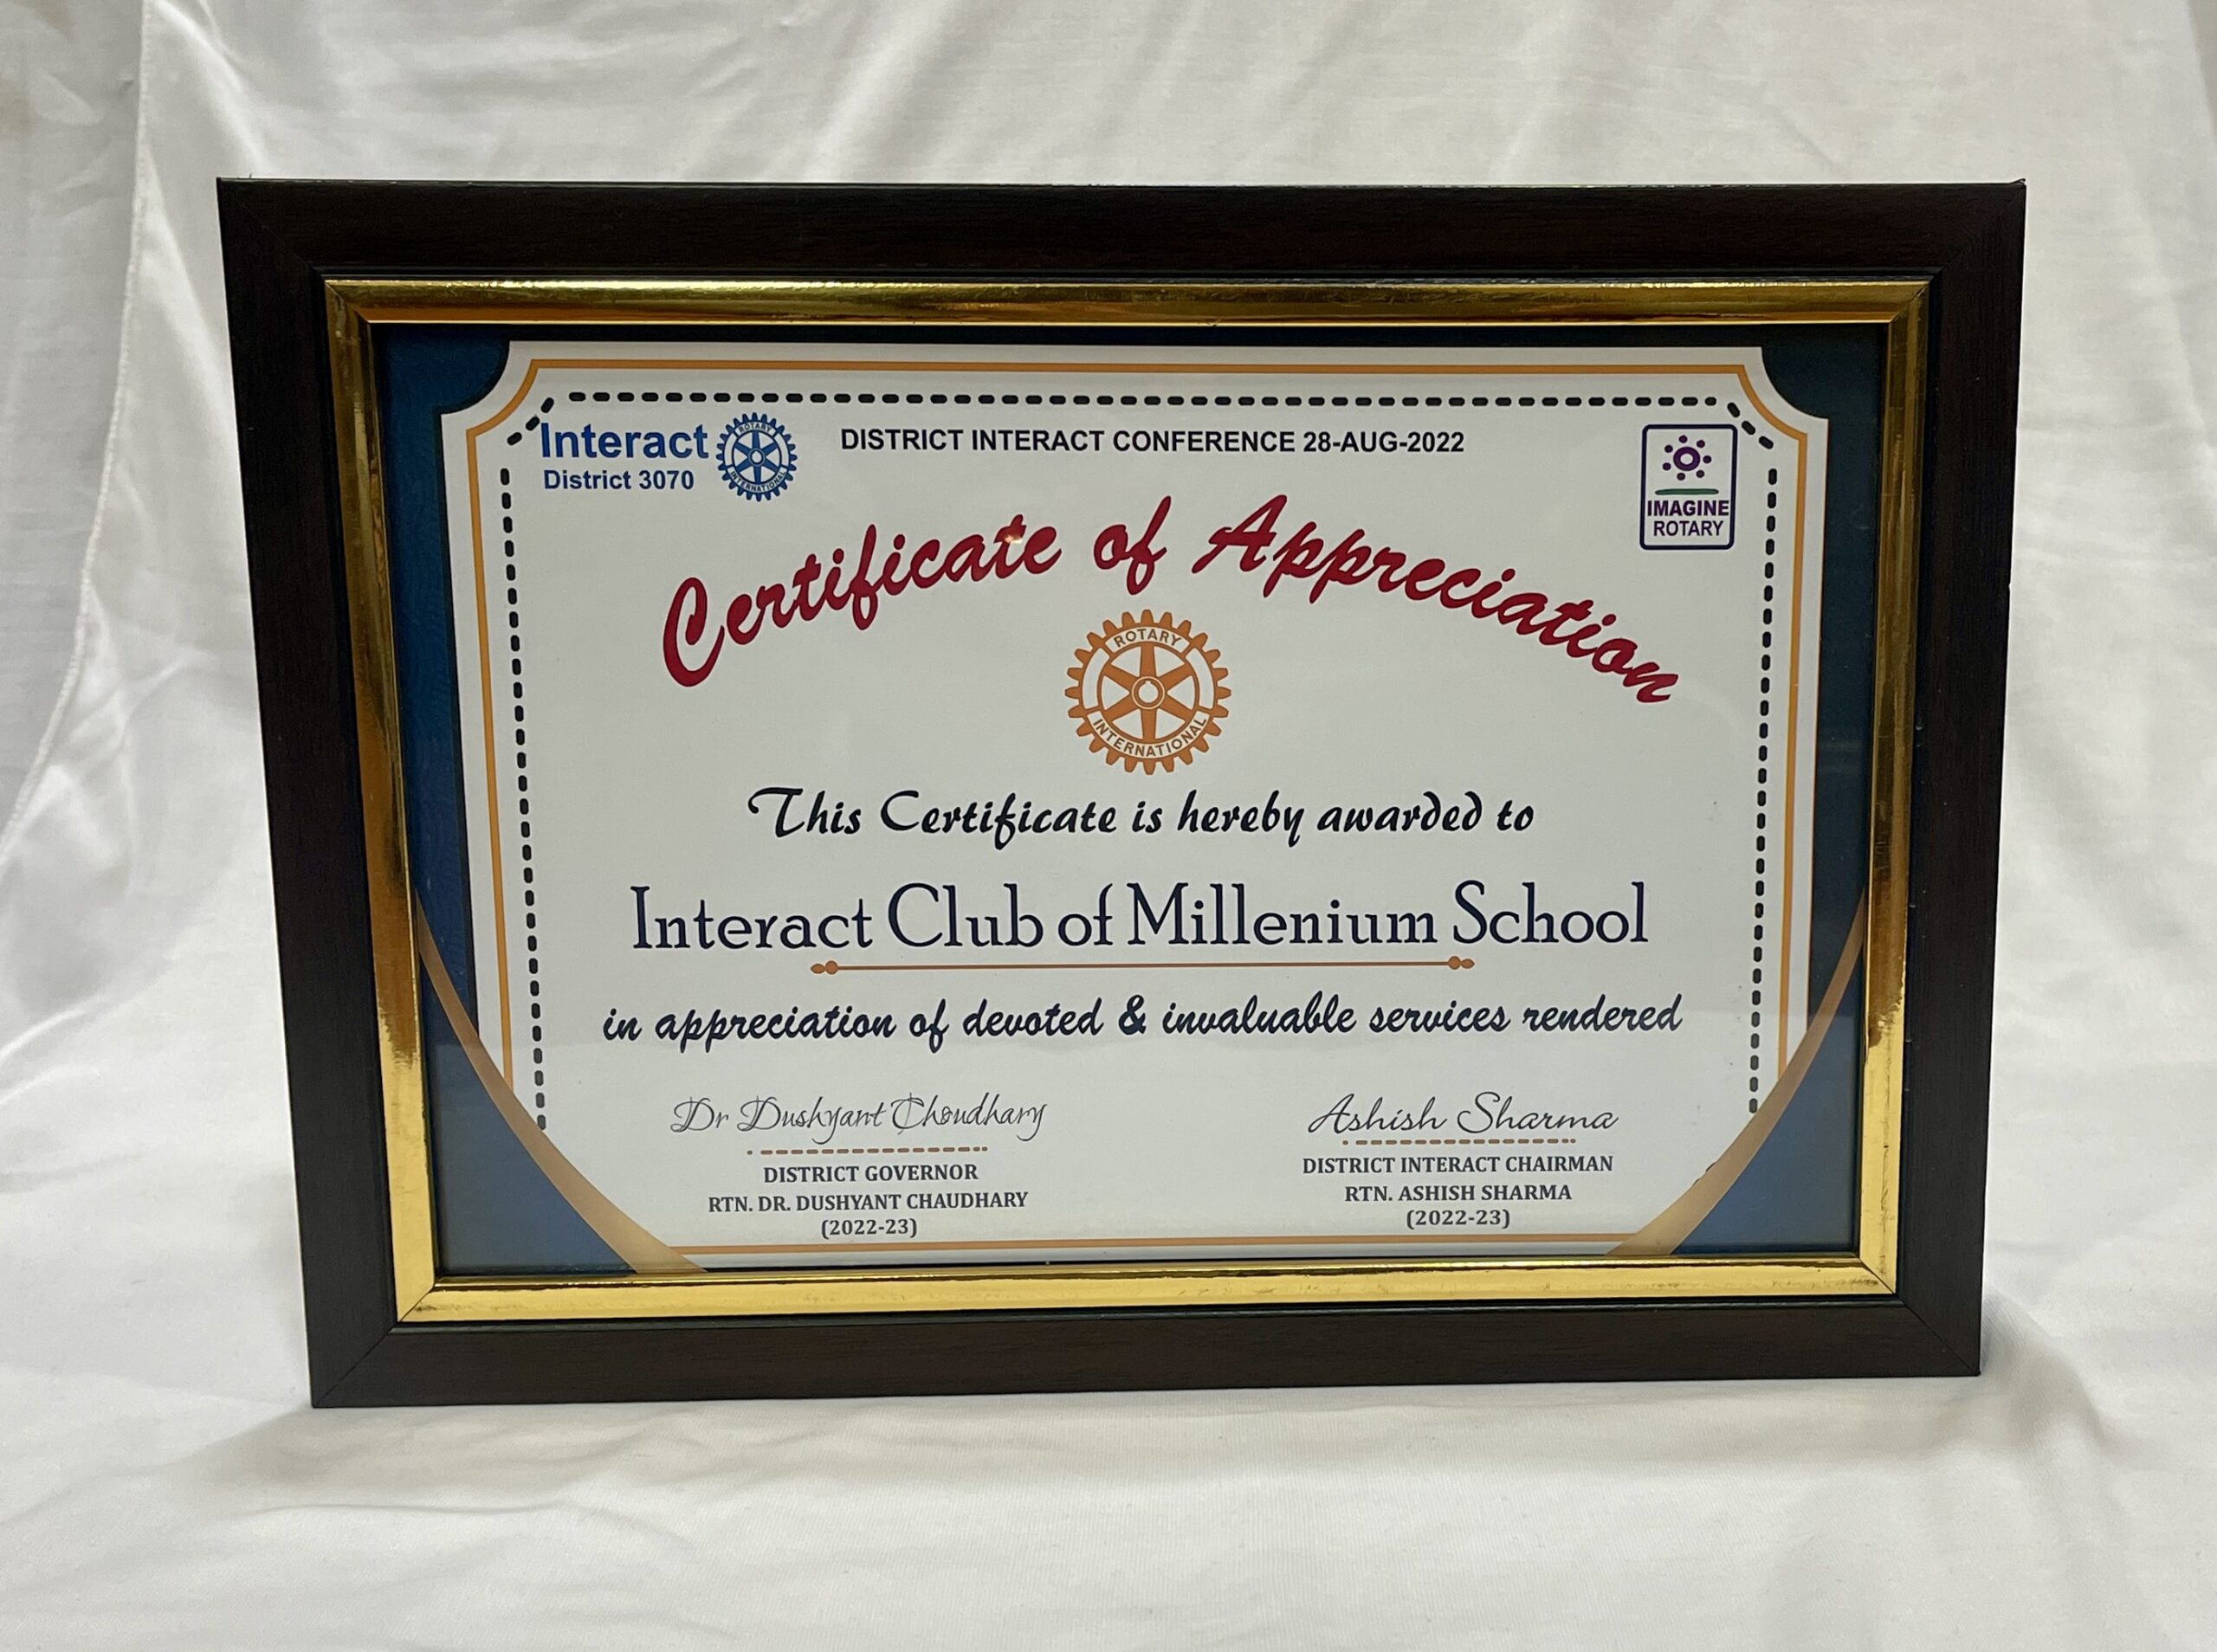 Interact
District 3070
ROTARY
INTERNATIONAL
DISTRICT INTERACT CONFERENCE 28-AUG-2022
IMAGINE
ROTARY
Certificate of Appreciation
ROTARY
INTERNATIONAL
This Certificate is hereby awarded to
Interact Club of Millenium School
in appreciation of devoted & invaluable services rendered
Dr Dushyant Choudhary
DISTRICT GOVERNOR
RTN. DR. DUSHYANT CHAUDHARY
(2022-23)
Ashish Sharma
DISTRICT INTERACT CHAIRMAN
RTN. ASHISH SHARMA
(2022-23)